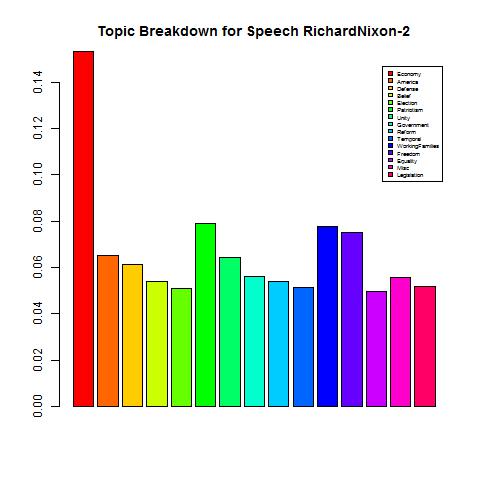 Topic Breakdown for Speech RichardNixon-2
0.14
0.12
0.10
0.08
0.06
0.04
0.02
0.00
Economy
America
Defense
Belief
Election
Patriotism
Unity
Government
Reform
Temporal
WorkingFamilies
Freedom
Equality
Misc
Legislation